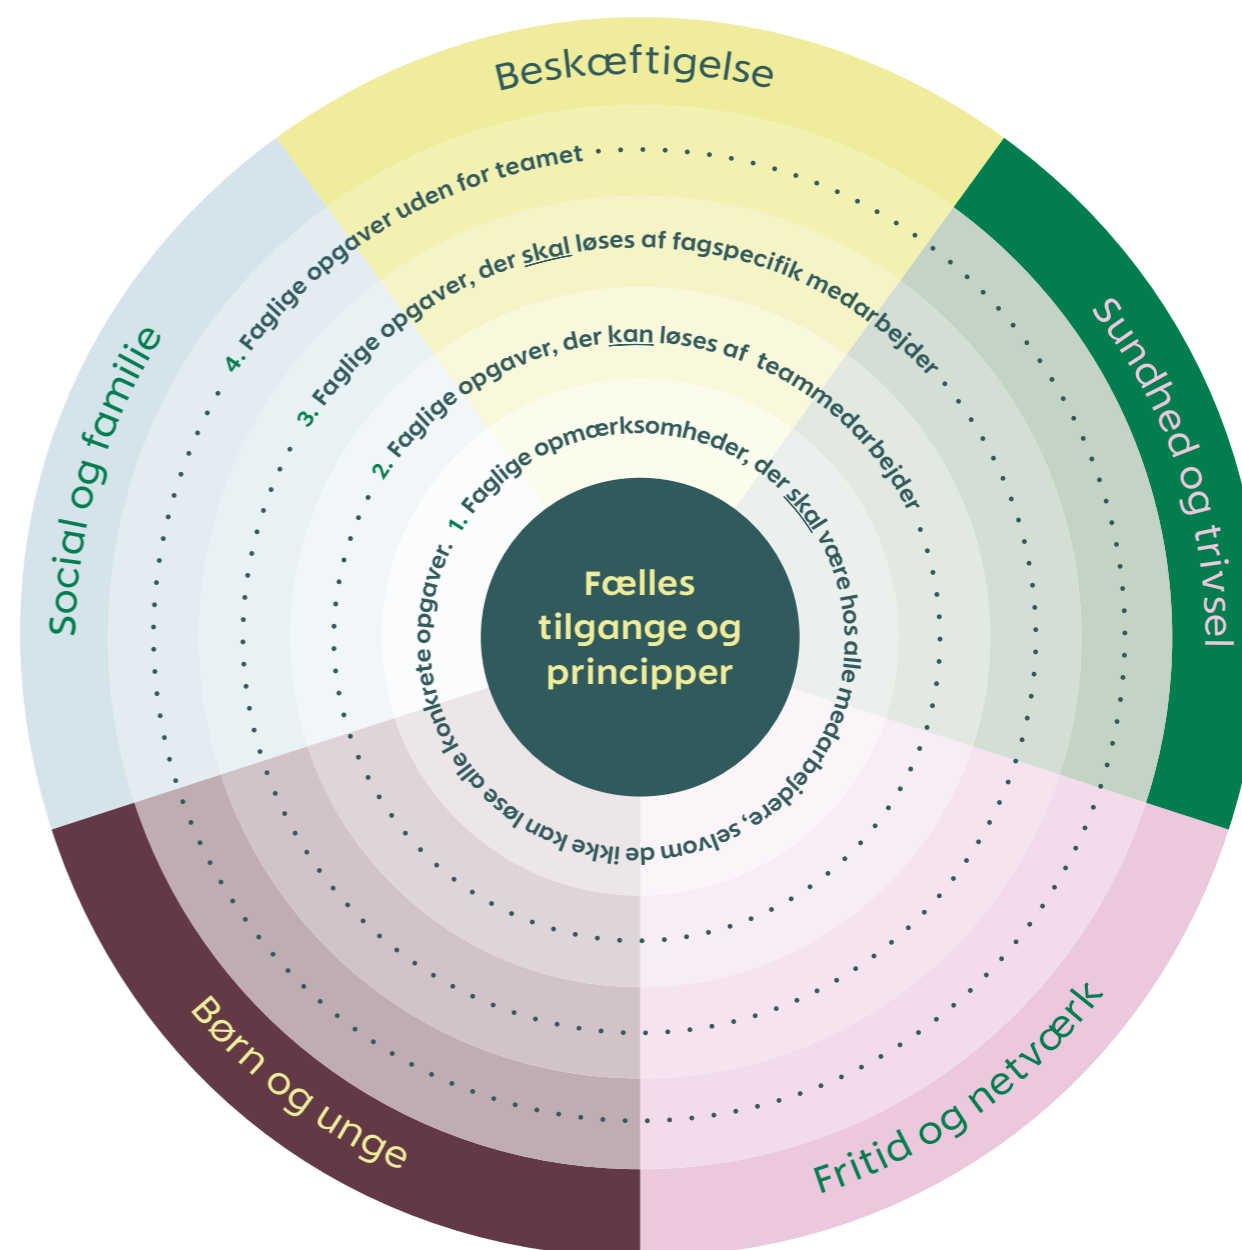 Beskæftigelse
Sundhed og trivsel
Fritid og netværk
Børn og unge
Social og familie
4. Faglige opgaver uden for teamet
3. Faglige opgaver, der skal løses af fagspecifik medarbejder
2. Faglige opgaver, der kan løses af teammedarbejder
1. Faglige opmærksomheder, der skal være hos alle medarbejdere, selvom de ikke kan løse alle konkrete opgaver.
Fælles
tilgange og
principper